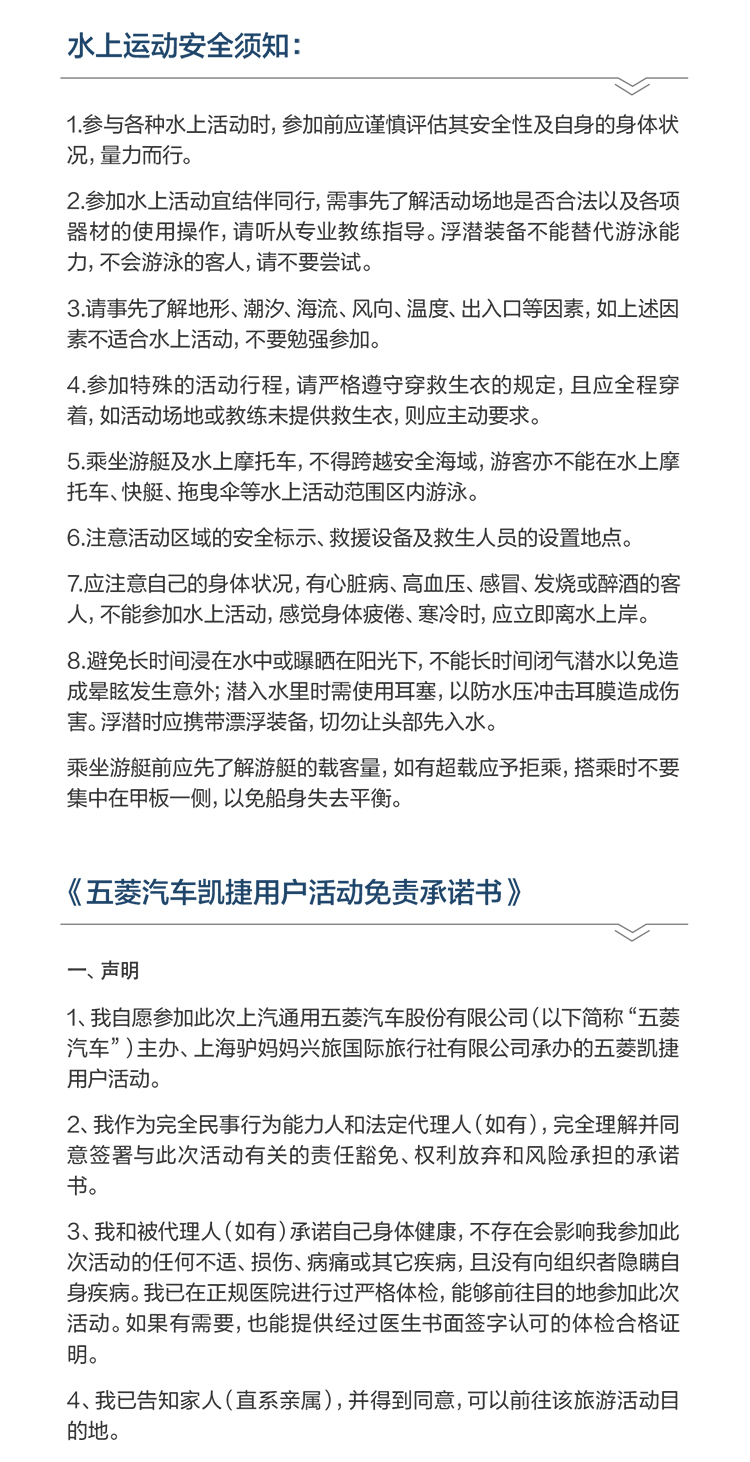 水上运动安全须知：
1.参与各种水上活动时，参加前应谨慎评估其安全性及自身的身体状
况，量力而行。
2.参加水上活动宜结伴同行，需事先了解活动场地是否合法以及各项
器材的使用操作，请听从专业教练指导。浮潜装备不能替代游泳能
力，不会游泳的客人，请不要尝试。
3.请事先了解地形、潮汐、海流、风向、温度、出入口等因素，如上述因
素不适合水上活动，不要勉强参加。
4.参加特殊的活动行程，请严格遵守穿救生衣的规定，且应全程穿
着，如活动场地或教练未提供救生衣，则应主动要求。
5.乘坐游艇及水上摩托车，不得跨越安全海域，游客亦不能在水上摩
托车、快艇、拖曳伞等水上活动范围区内游泳。
6.注意活动区域的安全标示、救援设备及救生人员的设置地点。
7.应注意自己的身体状况，有心脏病、高血压、感冒、发烧或醉酒的客
人，不能参加水上活动，感觉身体疲倦、寒冷时，应立即离水上岸。
8.避免长时间浸在水中或曝晒在阳光下，不能长时间闭气潜水以免造
成晕眩发生意外；潜入水里时需使用耳塞，以防水压冲击耳膜造成伤
害。浮潜时应携带漂浮装备，切勿让头部先入水。
乘坐游艇前应先了解游艇的载客量，如有超载应予拒乘，搭乘时不要
集中在甲板一侧，以免船身失去平衡。
《五菱汽车凯捷用户活动免责承诺书》
一、声明
1、我自愿参加此次上汽通用五菱汽车股份有限公司（以下简称“五菱
汽车”）主办、上海驴妈妈兴旅国际旅行社有限公司承办的五菱凯捷
用户活动。
2、我作为完全民事行为能力人和法定代理人（如有），完全理解并同
意签署与此次活动有关的责任豁免、权利放弃和风险承担的承诺
书。
3、我和被代理人（如有）承诺自己身体健康，不存在会影响我参加此
次活动的任何不适、损伤、病痛或其它疾病，且没有向组织者隐瞒自
身疾病。我已在正规医院进行过严格体检，能够前往目的地参加此次
活动。如果有需要，也能提供经过医生书面签字认可的体检合格证
明。
4、我已告知家人（直系亲属），并得到同意，可以前往该旅游活动目
的地。